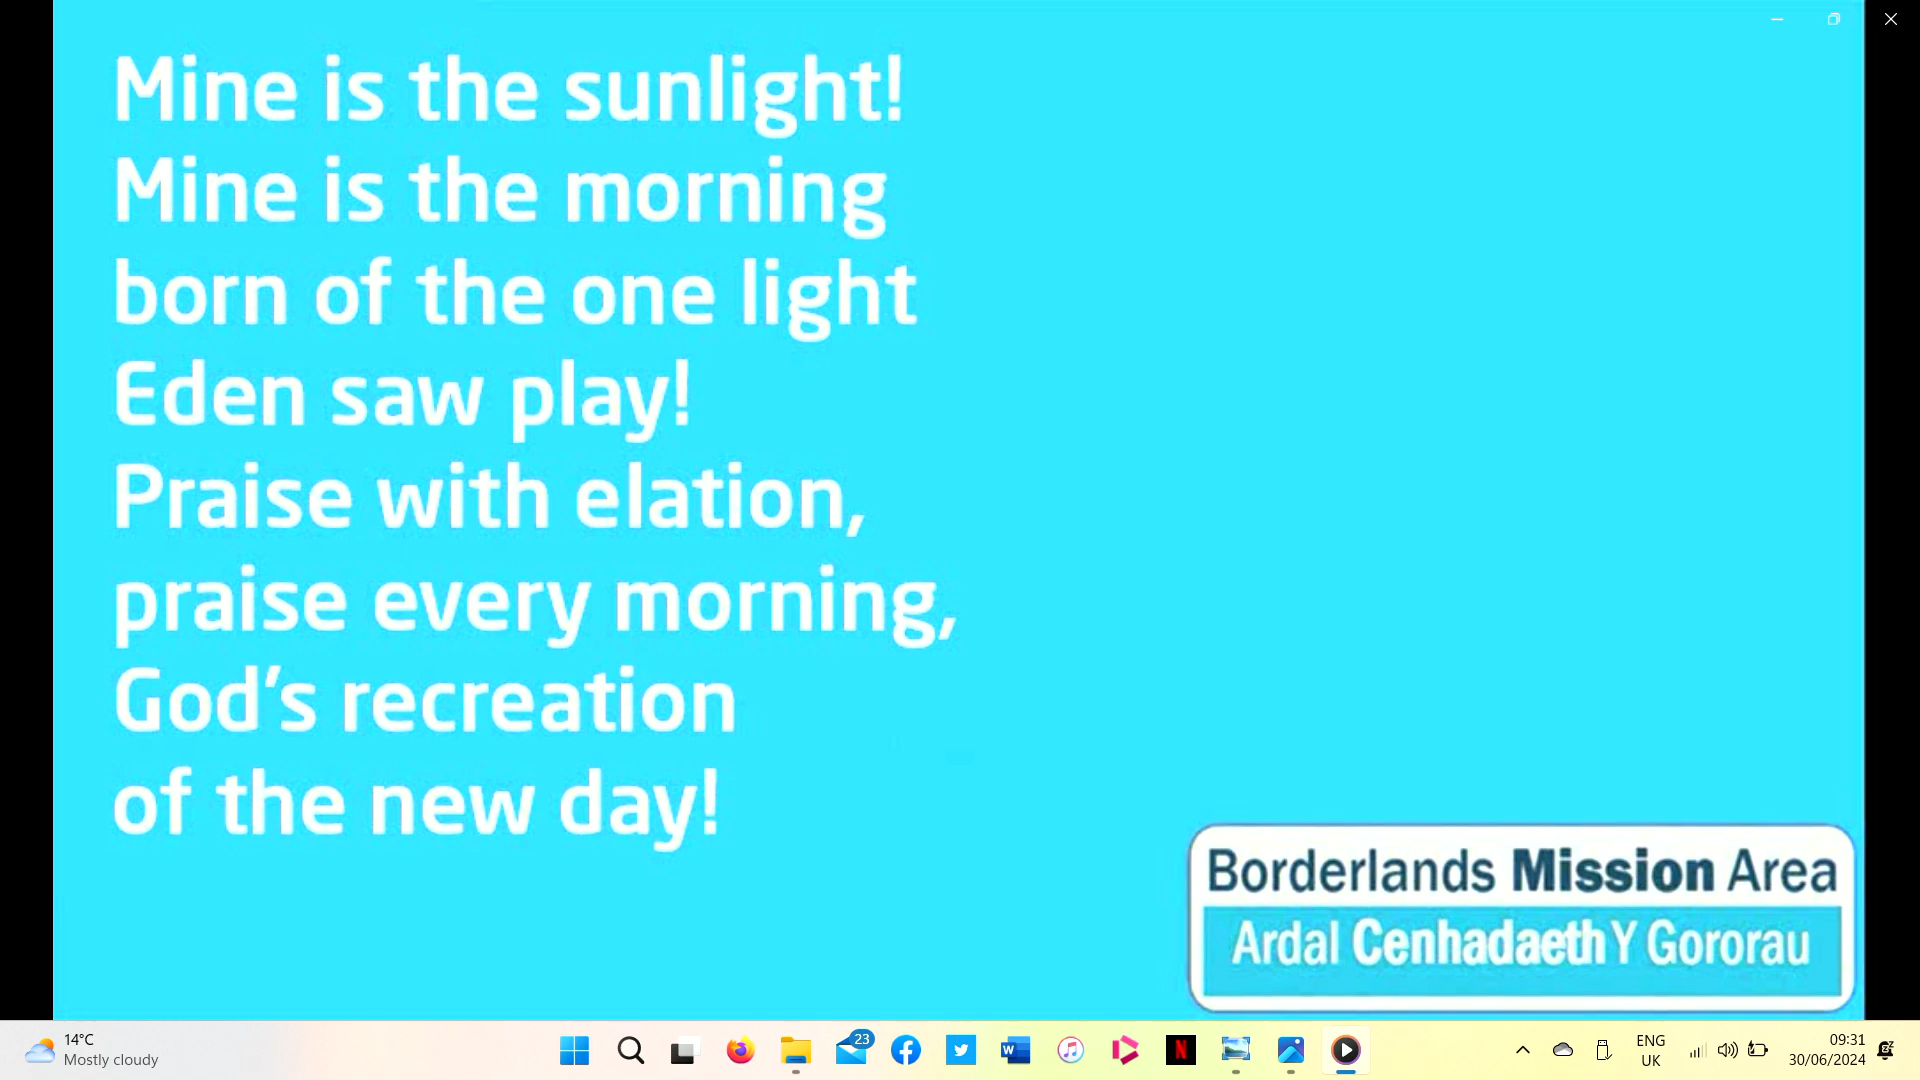 Mine is the sunlight!
Mine is the morning
born of the one light
Eden saw play!
Praise with elation,
praise every morning,
God's recreation
of the new day!
Borderlands Mission Area
Ardal Cenhadaeth Y Gororau
14°C
Mostly cloudy
23
ENG
UK
09:31
30/06/2024